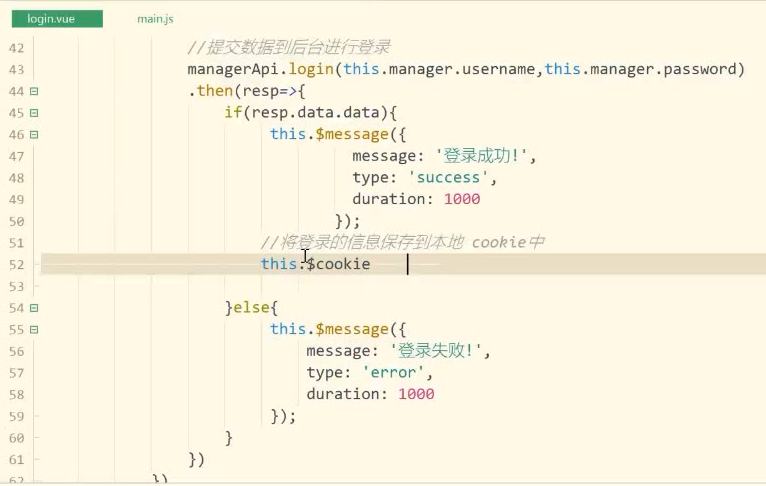 login.vue main.js
42 //提交数据到后台进行登录
43 managerApi.login(this.manager.username,this.manager.password)
44 .then(resp=>{
45 if(resp.data.data){
46 this.$message({
47 message: '登录成功!',
48 type: 'success',
49 duration: 1000
50 });
51 //将登录的信息保存到本地 cookie中
52 this.$cookie
53
54 }else{
55 this.$message({
56 message: '登录失败!',
57 type: 'error',
58 duration: 1000
59 });
60 }
61 })
62 })